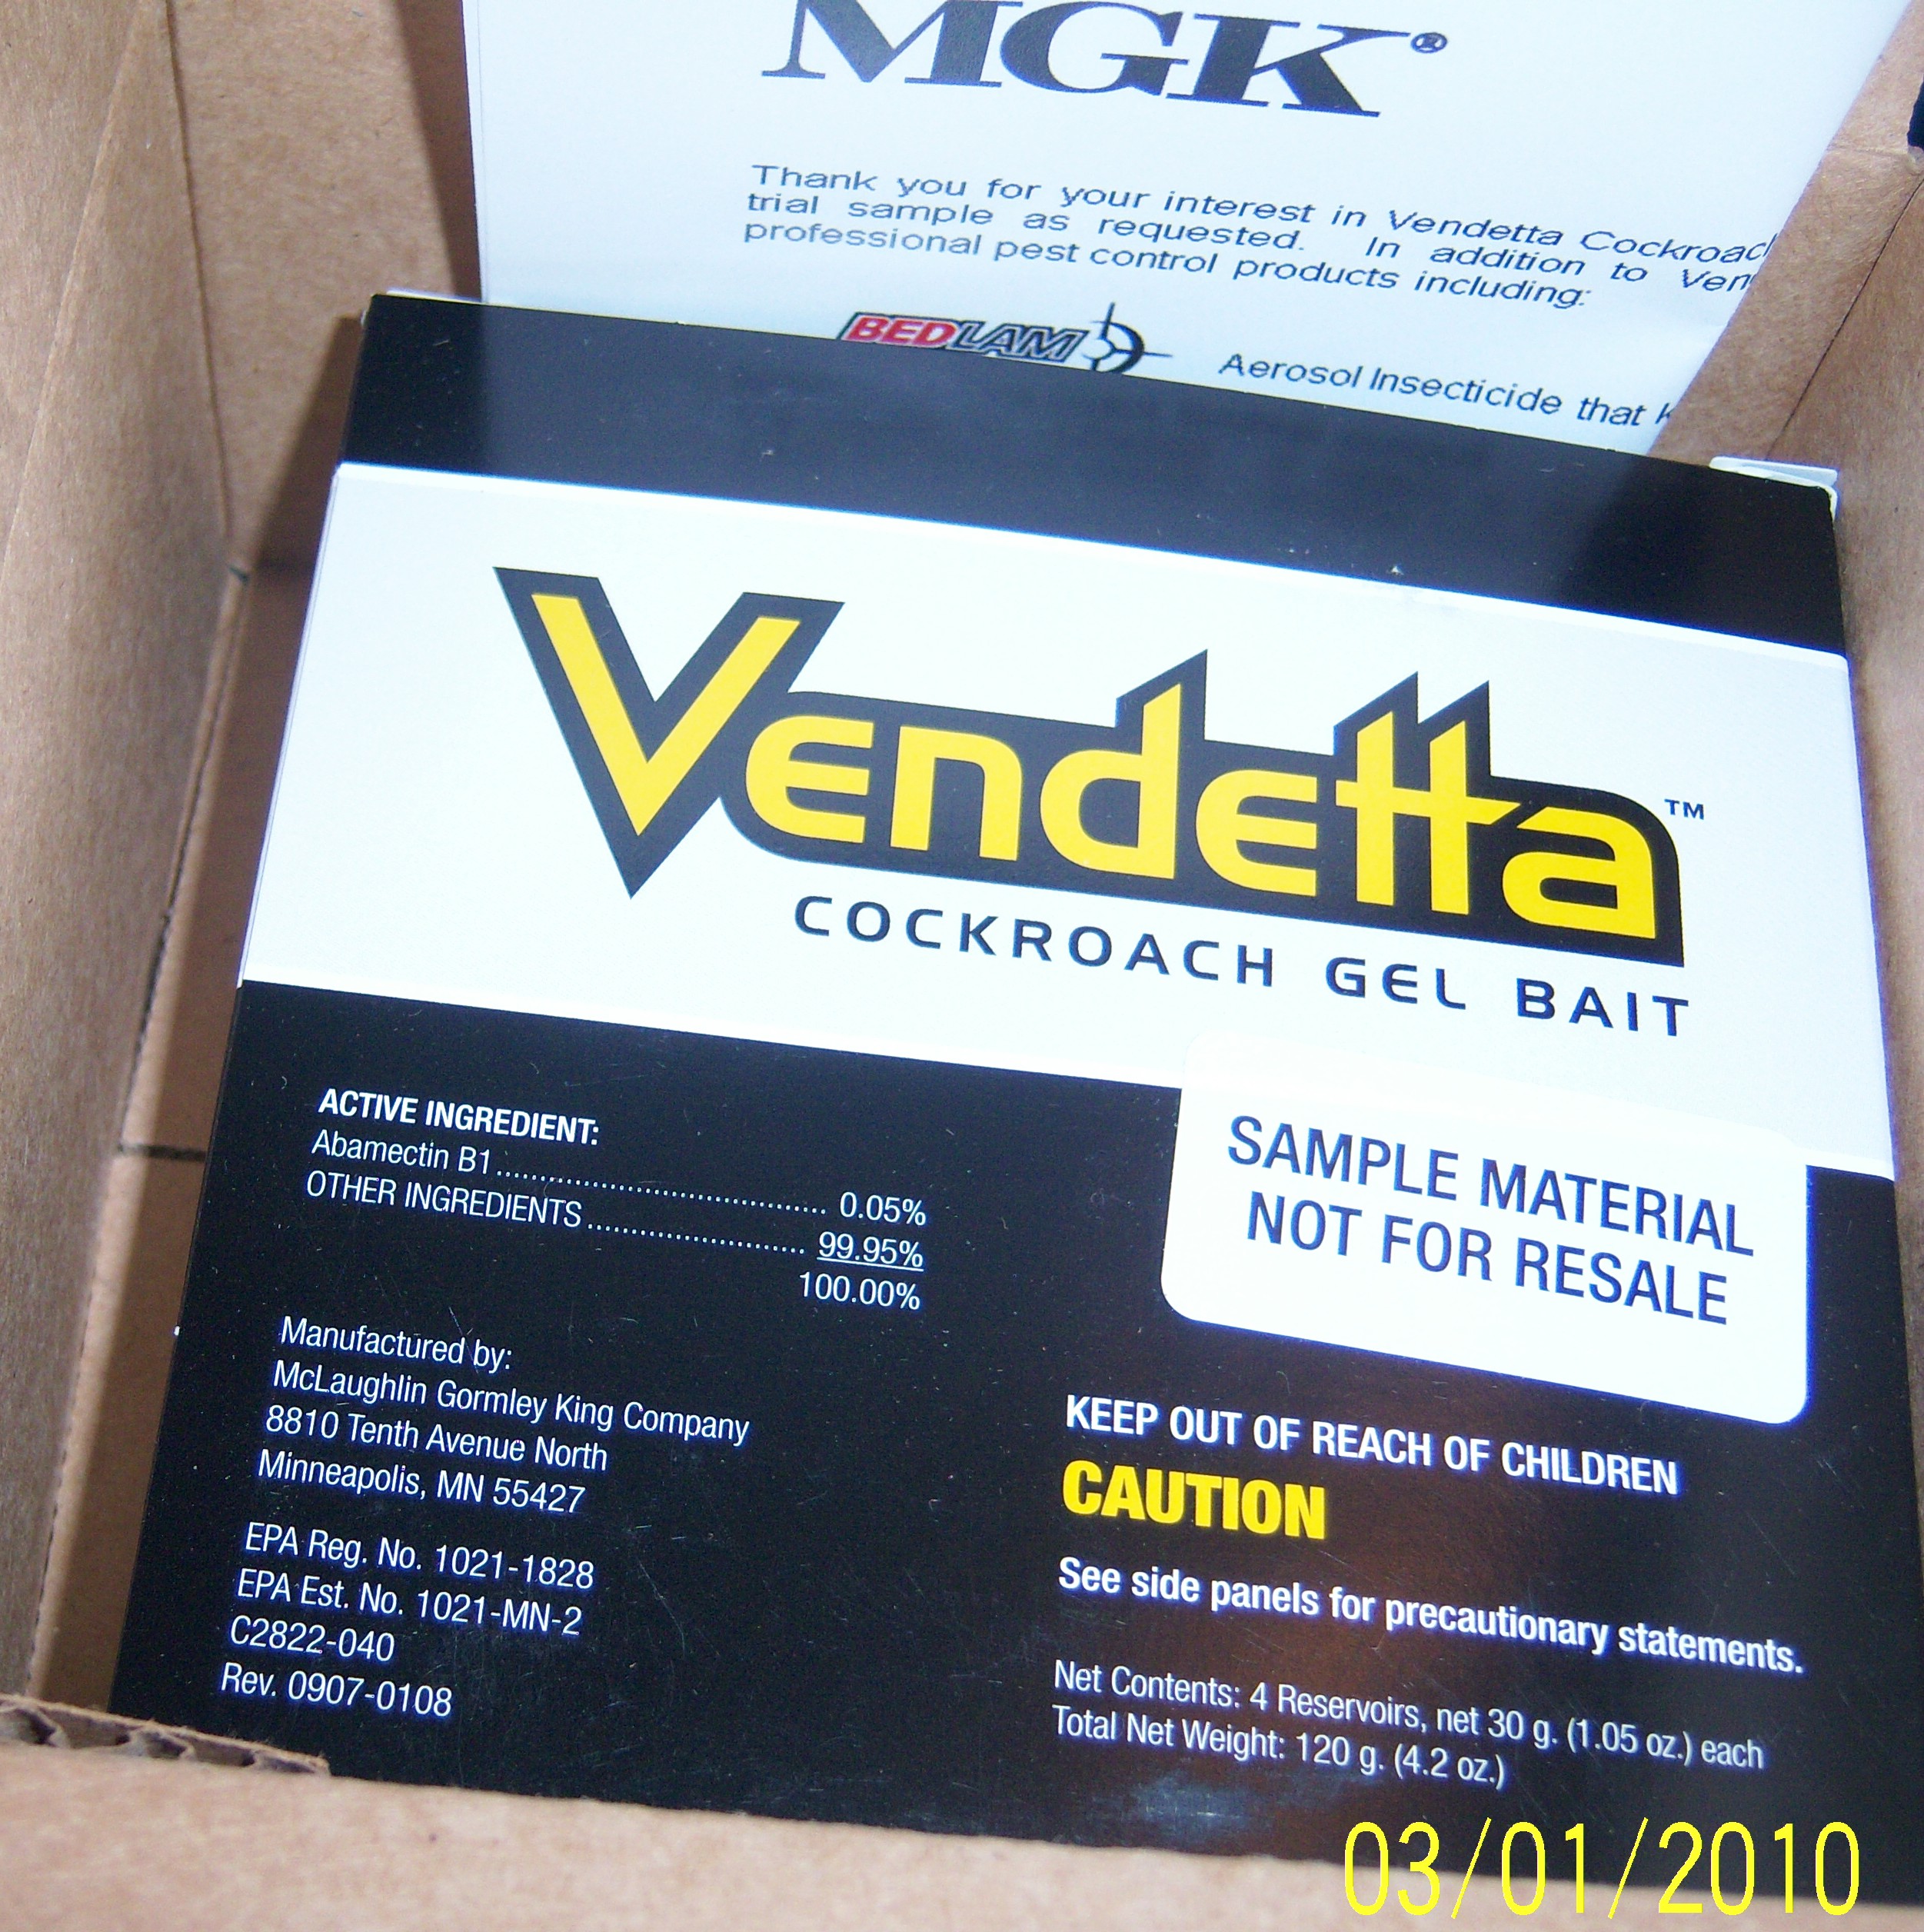 MGK®
Thank you for your interest in Vendetta
trial sample as requested. In addition to
professional pest control products including:
BEDLAM
Aerosol Insecticide that
Vendetta™
COCKROACH GEL BAIT
ACTIVE INGREDIENT:
Abamectin B1.......................................... 0.05%
OTHER INGREDIENTS........................... 99.95%
100.00%
SAMPLE MATERIAL
NOT FOR RESALE
Manufactured by:
McLaughlin Gormley King Company
8810 Tenth Avenue North
Minneapolis, MN 55427
EPA Reg. No. 1021-1828
EPA Est. No. 1021-MN-2
C2822-040
Rev. 0907-0108
KEEP OUT OF REACH OF CHILDREN
CAUTION
See side panels for precautionary statements.
Net Contents: 4 Reservoirs, net 30 g. (1.05 oz.) each
Total Net Weight: 120 g. (4.2 oz.)
03/01/2010